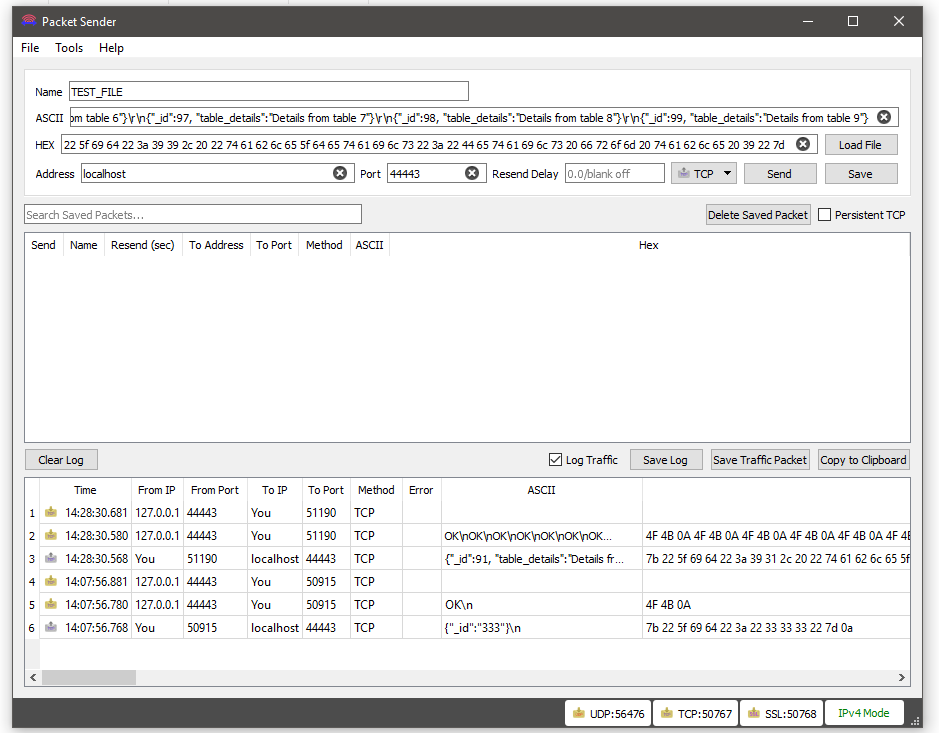 Packet Sender
File Tools Help
Name TEST_FILE
ASCII om table 6"}\r\n{"_id":97, "table_details":"Details from table 7"}\r\n{"_id":98, "table_details":"Details from table 8"}\r\n{"_id":99, "table_details":"Details from table 9"}
HEX 22 5f 69 64 22 3a 39 39 2c 20 22 74 61 62 6c 65 5f 64 65 74 61 69 6c 73 22 3a 22 44 65 74 61 69 6c 73 20 66 72 6f 6d 20 74 61 62 6c 65 20 39 22 7d Load File
Address localhost Port 44443 Resend Delay 0.0/blank off TCP Send Save
Search Saved Packets... Delete Saved Packet Persistent TCP
Send Name Resend (sec) To Address To Port Method ASCII Hex
Clear Log Log Traffic Save Log Save Traffic Packet Copy to Clipboard
Time From IP From Port To IP To Port Method Error ASCII
1 14:28:30.681 127.0.0.1 44443 You 51190 TCP
2 14:28:30.580 127.0.0.1 44443 You 51190 TCP OK\nOK\nOK\nOK\nOK\nOK\nOK... 4F 4B 0A 4F 4B 0A 4F 4B 0A 4F 4B 0A 4F 4B 0A 4F 4B 0A 4F 4B
3 14:28:30.568 You 51190 localhost 44443 TCP {"_id":91, "table_details":"Details fr... 7b 22 5f 69 64 22 3a 39 31 2c 20 22 74 61 62 6c 65 5f
4 14:07:56.881 127.0.0.1 44443 You 50915 TCP
5 14:07:56.780 127.0.0.1 44443 You 50915 TCP OK\n 4F 4B 0A
6 14:07:56.768 You 50915 localhost 44443 TCP {"_id":"333"}\n 7b 22 5f 69 64 22 3a 22 33 33 33 22 7d 0a
UDP:56476 TCP:50767 SSL:50768 IPv4 Mode